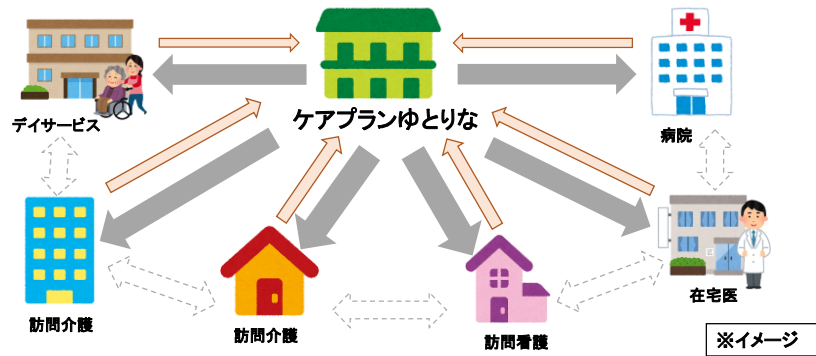 デイサービス
ケアプランゆとりな
病院
訪問介護
訪問介護
訪問看護
在宅医
※イメージ